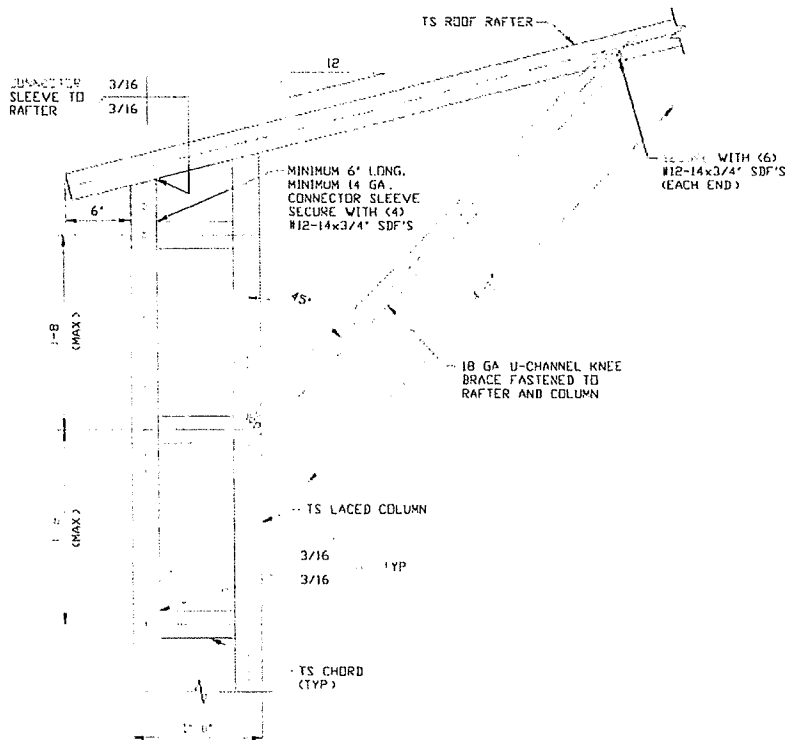 TS ROOF RAFTER
12
3/16
SLEEVE TO
RAFTER
3/16
WITH (6)
#12-14x3/4" SDF'S
(EACH END)
MINIMUM 6" LONG,
MINIMUM 14 GA.
CONNECTOR SLEEVE
SECURE WITH (4)
#12-14x3/4" SDF'S
6"
45°
(MAX)
18 GA U-CHANNEL KNEE
BRACE FASTENED TO
RAFTER AND COLUMN
TS LACED COLUMN
(MAX)
3/16
3/16
TYP
TS CHORD
(TYP)